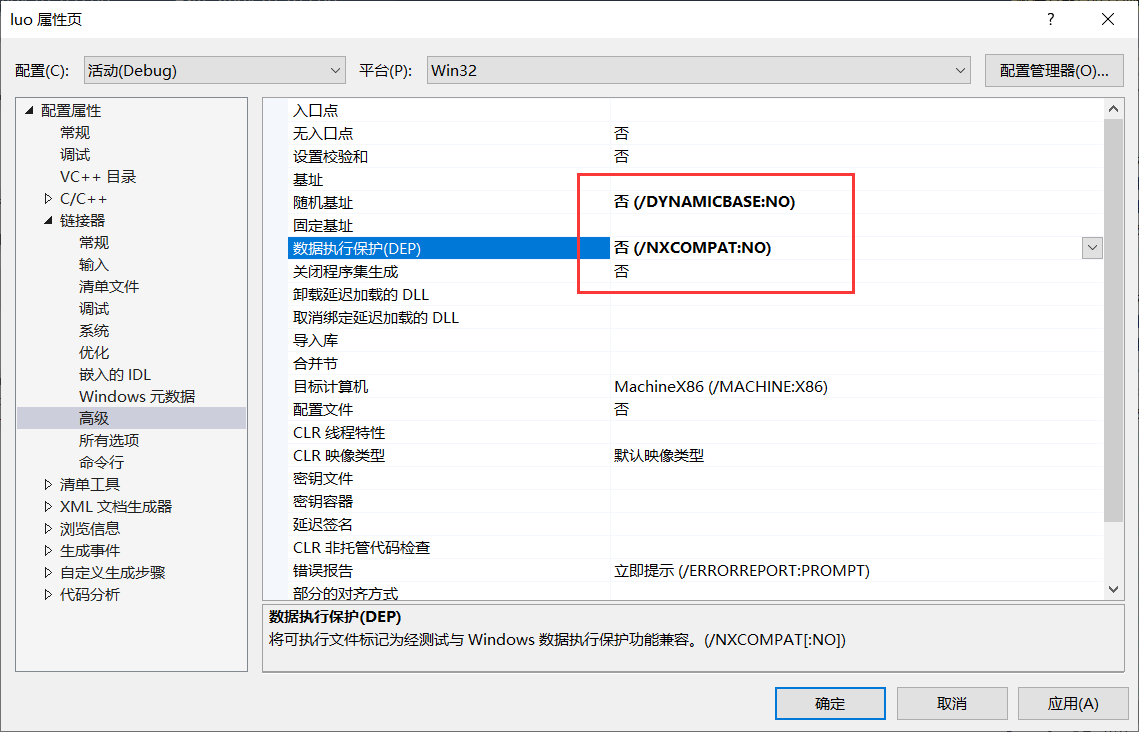 luo 属性页
?
配置(C): 活动(Debug) 平台(P): Win32 配置管理器(O)...
配置属性
常规
调试
VC++ 目录
C/C++
链接器
常规
输入
清单文件
调试
系统
优化
嵌入的 IDL
Windows 元数据
高级
所有选项
命令行
清单工具
XML 文档生成器
浏览信息
生成事件
自定义生成步骤
代码分析
入口点
无入口点 否
设置校验和 否
基址
随机基址 否 (/DYNAMICBASE:NO)
固定基址
数据执行保护(DEP) 否 (/NXCOMPAT:NO)
关闭程序集生成 否
卸载延迟加载的 DLL
取消绑定延迟加载的 DLL
导入库
合并节
目标计算机 MachineX86 (/MACHINE:X86)
配置文件 否
CLR 线程特性
CLR 映像类型 默认映像类型
密钥文件
密钥容器
延迟签名
CLR 非托管代码检查
错误报告 立即提示 (/ERRORREPORT:PROMPT)
部分的对齐方式
数据执行保护(DEP)
将可执行文件标记为经测试与 Windows 数据执行保护功能兼容。(/NXCOMPAT[:NO])
确定 取消 应用(A)